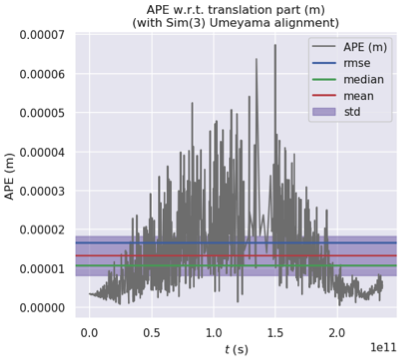 APE w.r.t. translation part (m)
(with Sim(3) Umeyama alignment)
APE (m)
0.00007
0.00006
0.00005
0.00004
0.00003
0.00002
0.00001
0.00000
APE (m)
rmse
median
mean
std
0.0 0.5 1.0 1.5 2.0
1e11
t (s)